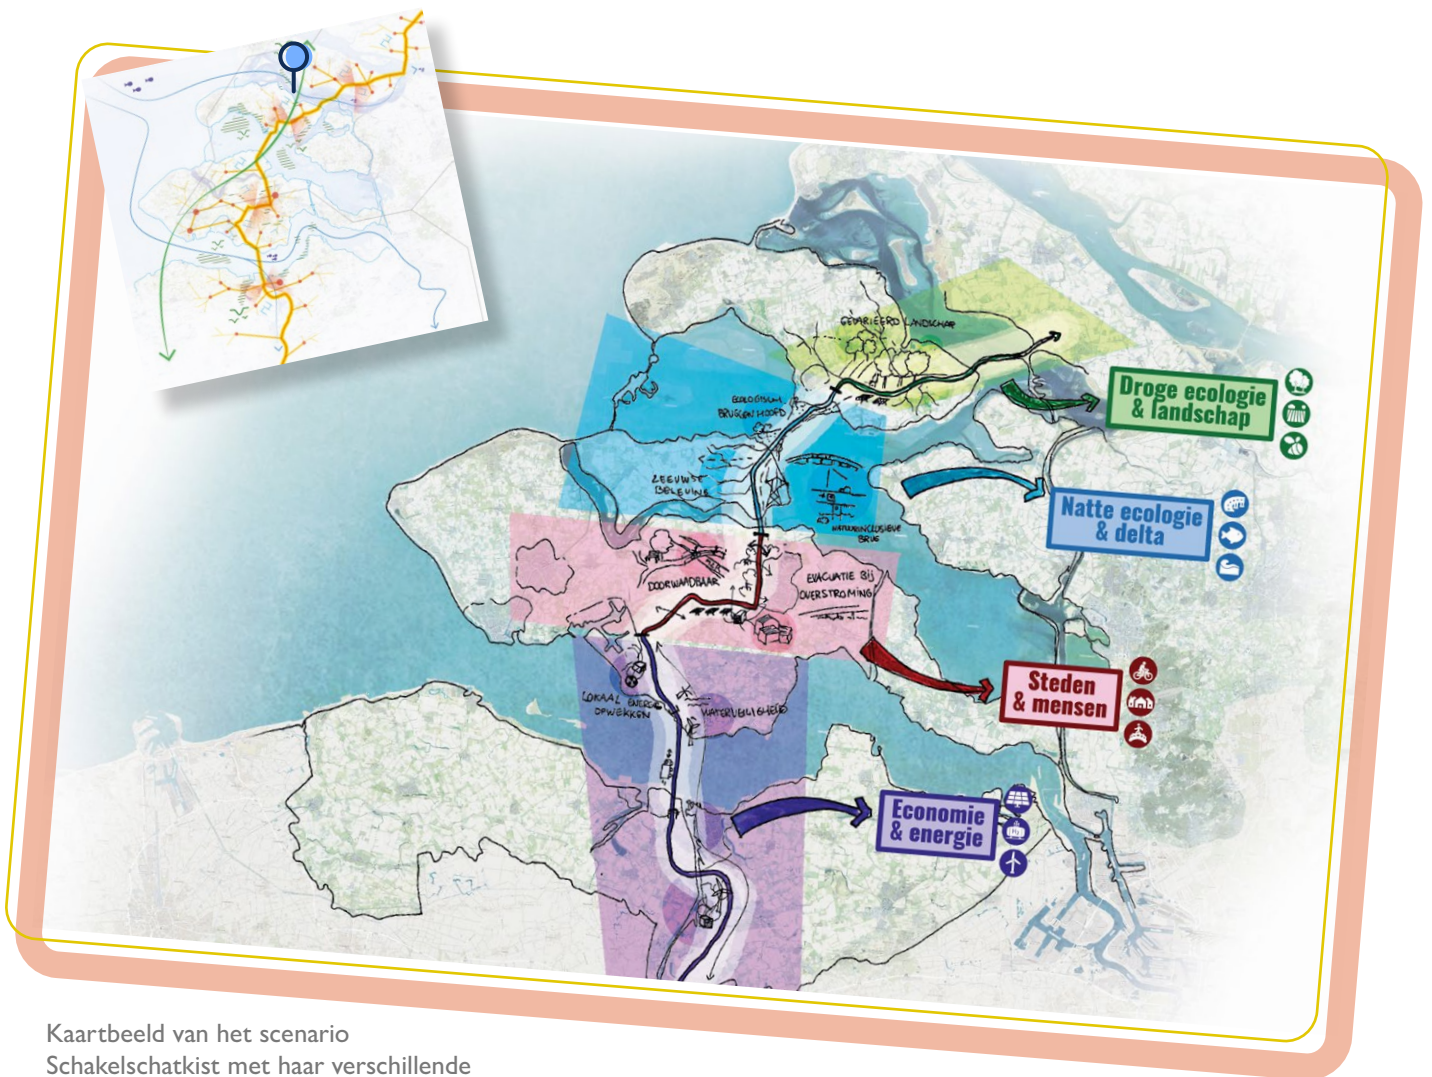 GEVARIEERD LANDSCHAP
ECOLOGISCH
BRUGGENHOOFD
ZEEUWSE
BELEVING
NATUURINCLUSIEVE
BRUG
DOORWAADBAAR
EVACUATIE BIJ
OVERSTROMING
LOKAAL ENERGIE
OPWEKKEN
WATERVEILIGHEID
Droge ecologie
& landschap
Natte ecologie
& delta
Steden
& mensen
Economie
& energie
Kaartbeeld van het scenario
Schakelschatkist met haar verschillende